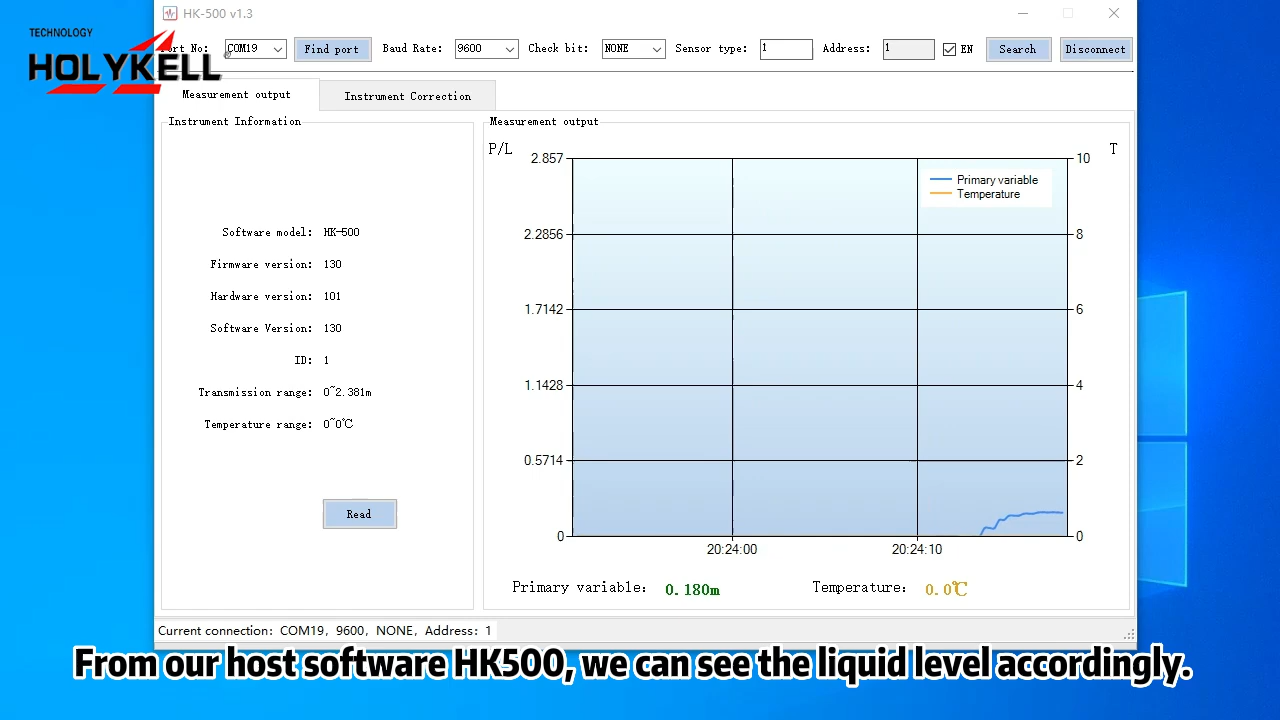 HK-500 v1.3
TECHNOLOGY
HOLYKELL
Port No: COM19 Find port Baud Rate: 9600 Check bit: NONE Sensor type: 1 Address: 1 EN Search Disconnect
Measurement output Instrument Correction
Instrument Information
Software model: HK-500
Firmware version: 130
Hardware version: 101
Software Version: 130
ID: 1
Transmission range: 0~2.381m
Temperature range: 0~0℃
Read
Measurement output
P/L T
2.857 10
Primary variable
Temperature
2.2856 8
1.7142 6
1.1428 4
0.5714 2
0 0
20:24:00 20:24:10
Primary variable: 0.180m Temperature: 0.0℃
Current connection: COM19, 9600, NONE, Address: 1
From our host software HK500, we can see the liquid level accordingly.